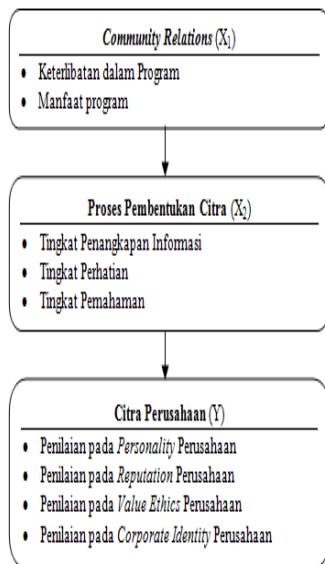 Community Relations (X₁)
• Keterlibatan dalam Program
• Manfaat program
Proses Pembentukan Citra (X₂)
• Tingkat Penangkapan Informasi
• Tingkat Perhatian
• Tingkat Pemahaman
Citra Perusahaan (Y)
• Penilaian pada Personality Perusahaan
• Penilaian pada Reputation Perusahaan
• Penilaian pada Value Ethics Perusahaan
• Penilaian pada Corporate Identity Perusahaan